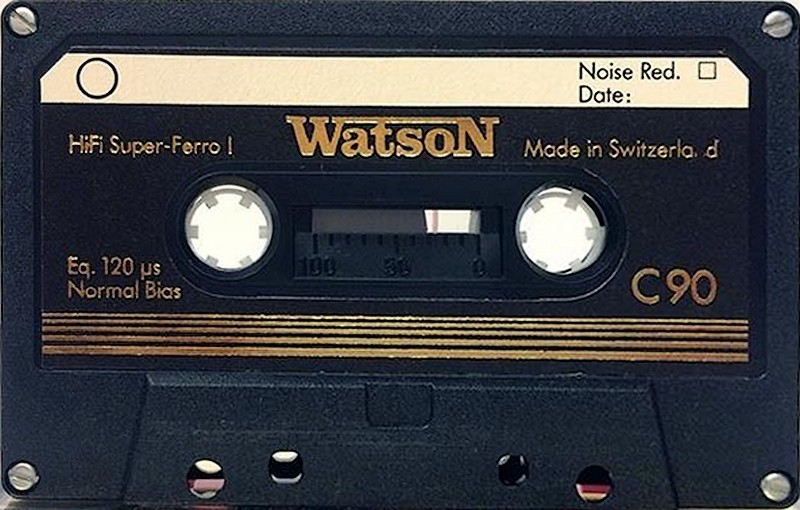 Noise Red.
Date:
HiFi Super-Ferro I
WatsoN
Made in Switzerla d
Eq. 120 µs
Normal Bias
100 50 0
C90